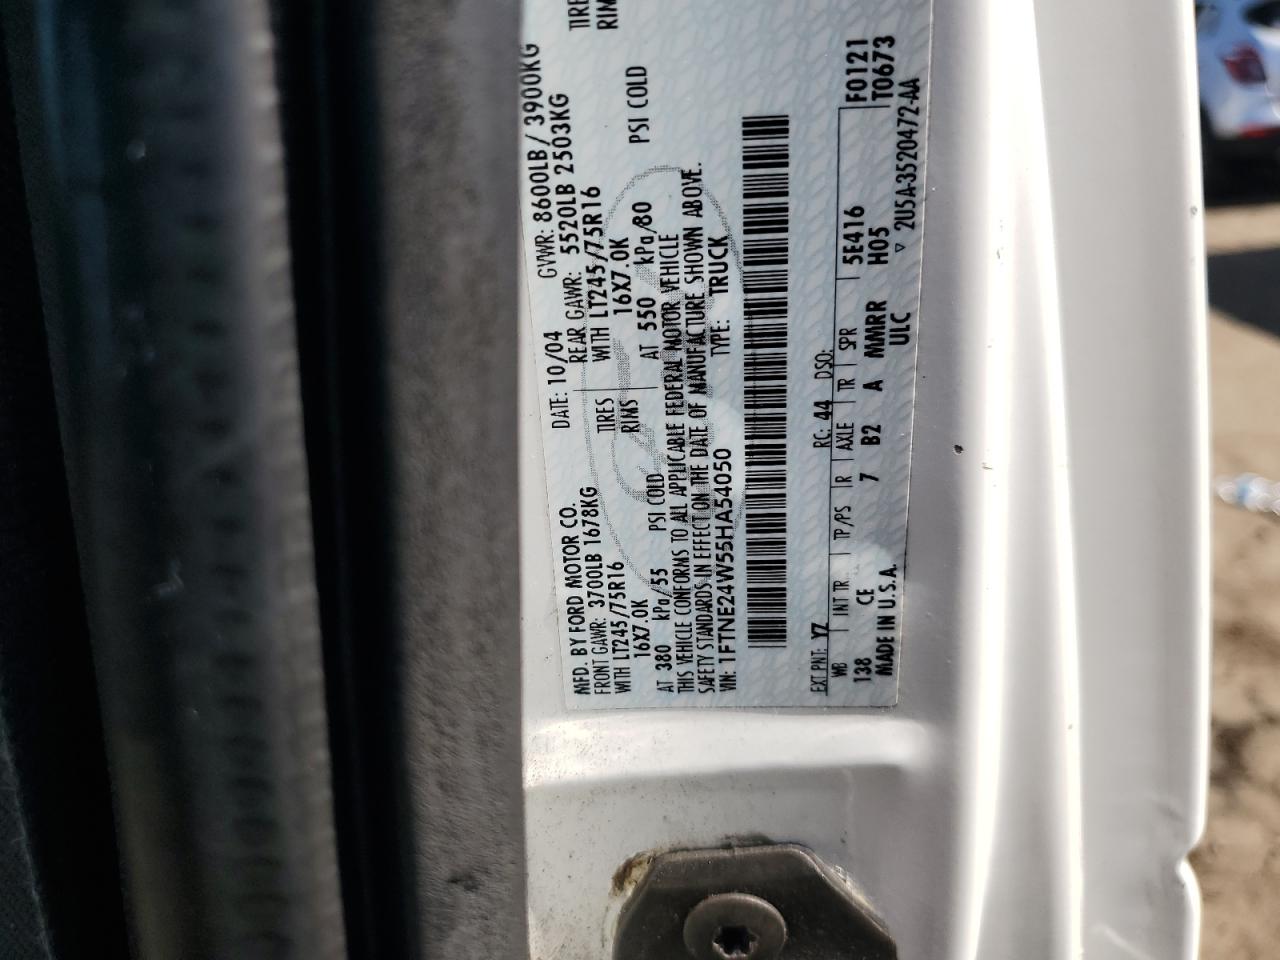 MFD. BY FORD MOTOR CO.
DATE: 10/04 GVWR: 8600LB / 3900KG
FRONT GAWR: 3700LB 1678KG REAR GAWR: 5520LB 2503KG
WITH LT245/75R16 TIRES WITH LT245/75R16 TIRE
16X7.0K RIMS 16X7.0K RIM
AT 380 kPa/55 PSI COLD AT 550 kPa/80 PSI COLD
THIS VEHICLE CONFORMS TO ALL APPLICABLE FEDERAL MOTOR VEHICLE
SAFETY STANDARDS IN EFFECT ON THE DATE OF MANUFACTURE SHOWN ABOVE.
VIN: 1FTNE24W55HA54050 TYPE: TRUCK
EXT PNT: YZ RC: 44 DSO:
WB INT TR TP/PS R AXLE TR SPR 5E416 F0121
138 CE 7 B2 A MMRR H05 T0673
MADE IN U.S.A. ULC ▽ 2U5A-3520472-AA